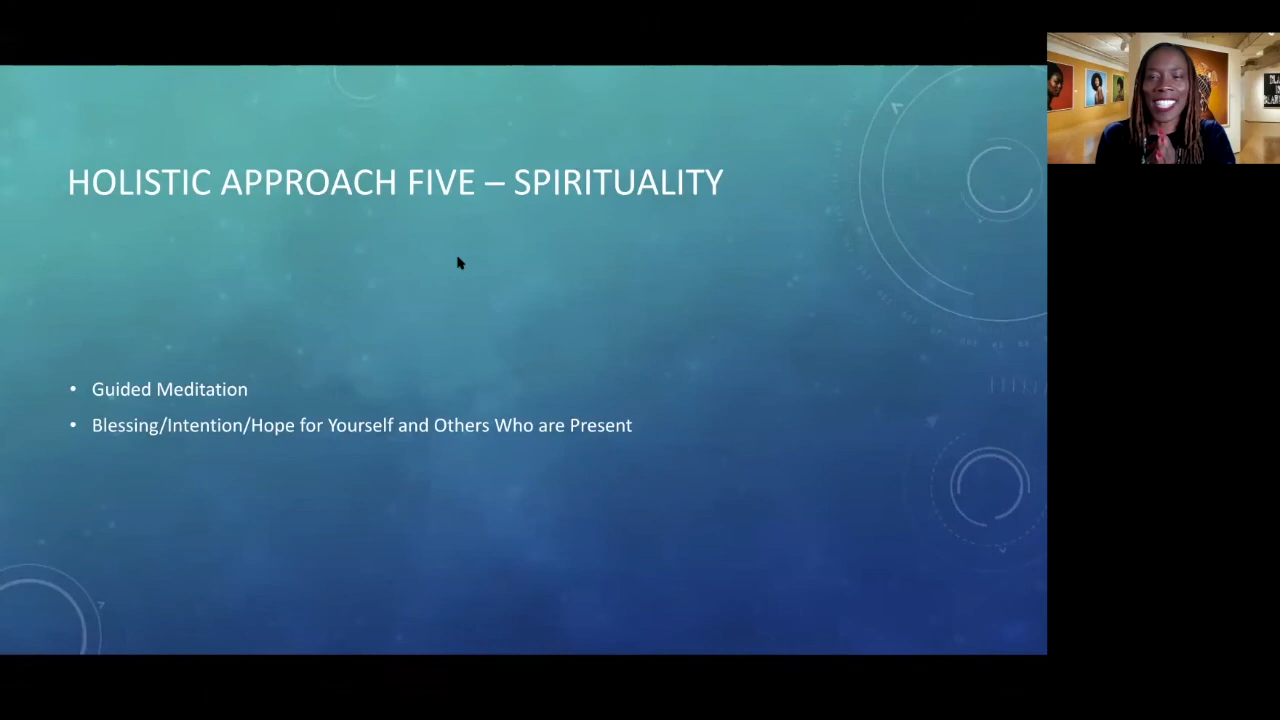 HOLISTIC APPROACH FIVE – SPIRITUALITY
• Guided Meditation
• Blessing/Intention/Hope for Yourself and Others Who are Present